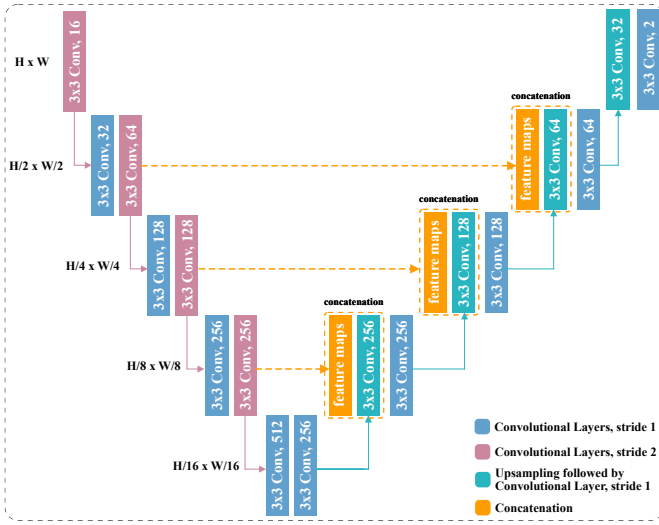 H x W
3x3 Conv, 16
3x3 Conv, 32
3x3 Conv, 2
concatenation
H/2 x W/2
3x3 Conv, 32
3x3 Conv, 64
feature maps
3x3 Conv, 64
3x3 Conv, 64
concatenation
H/4 x W/4
3x3 Conv, 128
3x3 Conv, 128
feature maps
3x3 Conv, 128
3x3 Conv, 128
concatenation
H/8 x W/8
3x3 Conv, 256
3x3 Conv, 256
feature maps
3x3 Conv, 256
3x3 Conv, 256
H/16 x W/16
3x3 Conv, 512
3x3 Conv, 256
Convolutional Layers, stride 1
Convolutional Layers, stride 2
Upsampling followed by
Convolutional Layer, stride 1
Concatenation